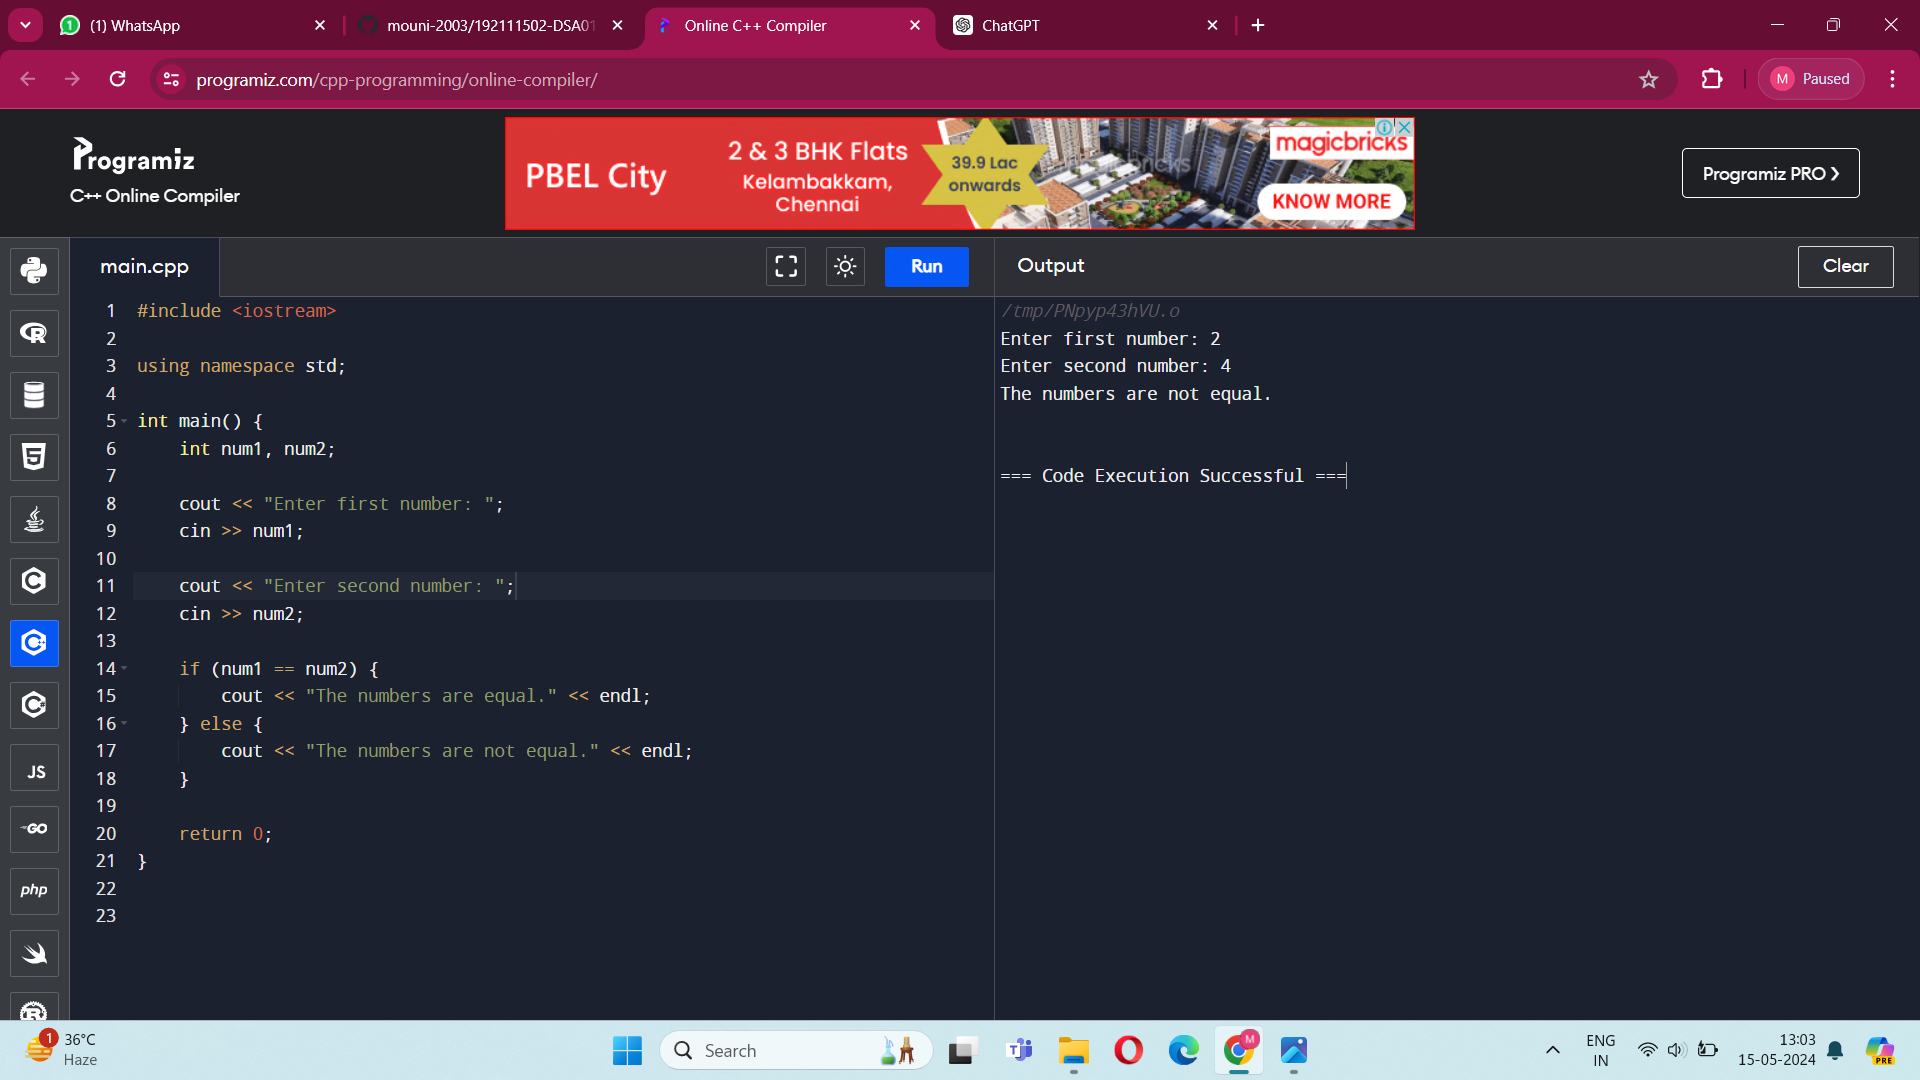 (1) WhatsApp
mouni-2003/192111502-DSA01
Online C++ Compiler
ChatGPT
programiz.com/cpp-programming/online-compiler/
M Paused
Programiz
C++ Online Compiler
PBEL City
2 & 3 BHK Flats
Kelambakkam,
Chennai
39.9 Lac
onwards
magicbricks
KNOW MORE
Programiz PRO
main.cpp
Run
Output
Clear
1 #include <iostream>
2
3 using namespace std;
4
5 int main() {
6 int num1, num2;
7
8 cout << "Enter first number: ";
9 cin >> num1;
10
11 cout << "Enter second number: ";
12 cin >> num2;
13
14 if (num1 == num2) {
15 cout << "The numbers are equal." << endl;
16 } else {
17 cout << "The numbers are not equal." << endl;
18 }
19
20 return 0;
21 }
22
23
/tmp/PNpyp43hVU.o
Enter first number: 2
Enter second number: 4
The numbers are not equal.
=== Code Execution Successful ===
JS
GO
php
1
36°C
Haze
Search
M
ENG
IN
13:03
15-05-2024
PRE